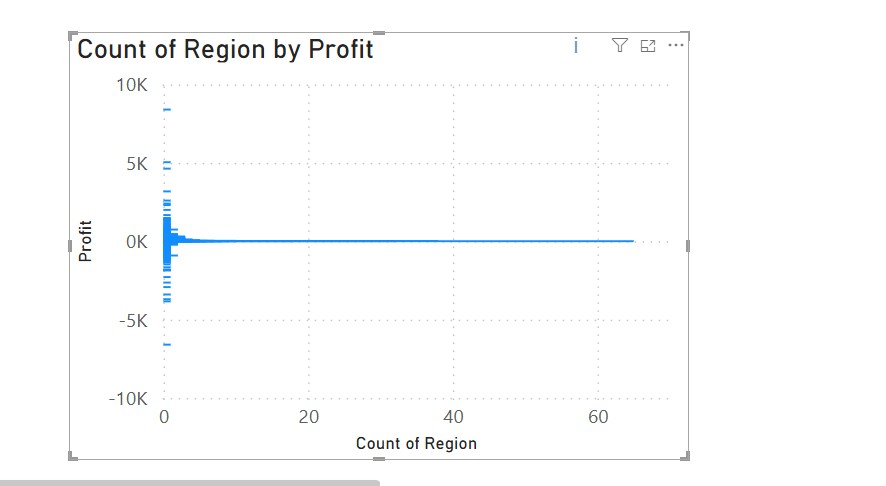 Count of Region by Profit
10K
5K
0K
-5K
-10K
Profit
0
20
40
60
Count of Region